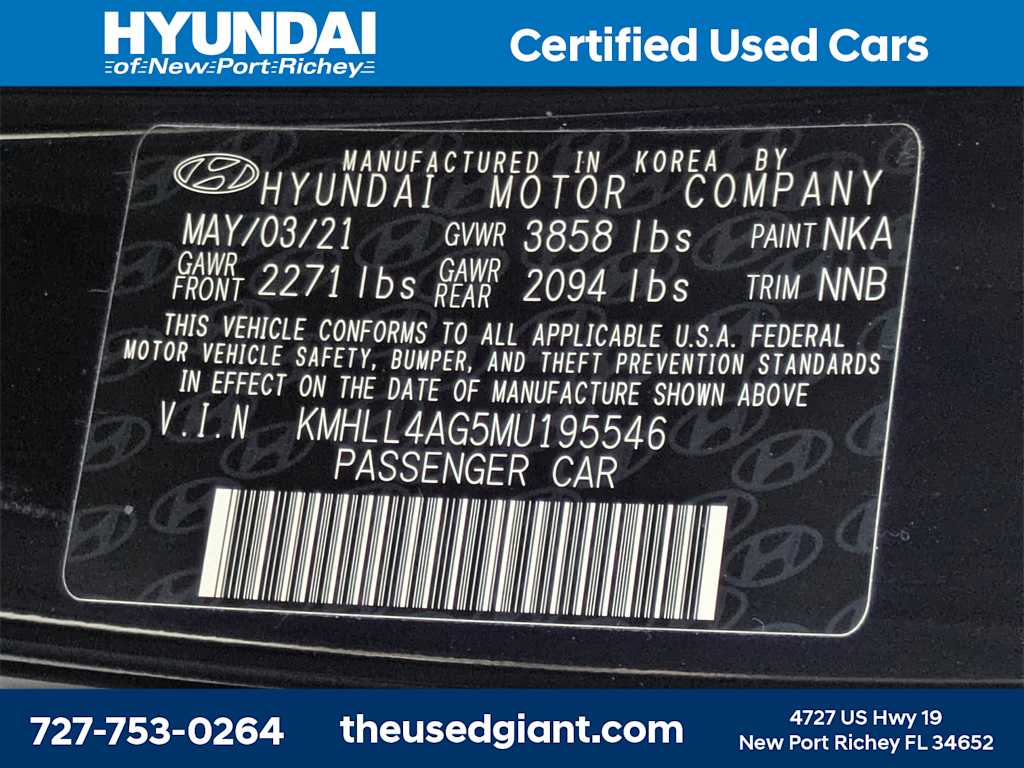 HYUNDAI
of New Port Richey
Certified Used Cars
MANUFACTURED IN KOREA BY
HYUNDAI MOTOR COMPANY
MAY/03/21 GVWR 3858 lbs PAINT NKA
GAWR FRONT 2271 lbs GAWR REAR 2094 lbs TRIM NNB
THIS VEHICLE CONFORMS TO ALL APPLICABLE U.S.A. FEDERAL
MOTOR VEHICLE SAFETY, BUMPER, AND THEFT PREVENTION STANDARDS
IN EFFECT ON THE DATE OF MANUFACTURE SHOWN ABOVE
V.I.N KMHLL4AG5MU195546
PASSENGER CAR
727-753-0264
theusedgiant.com
4727 US Hwy 19
New Port Richey FL 34652